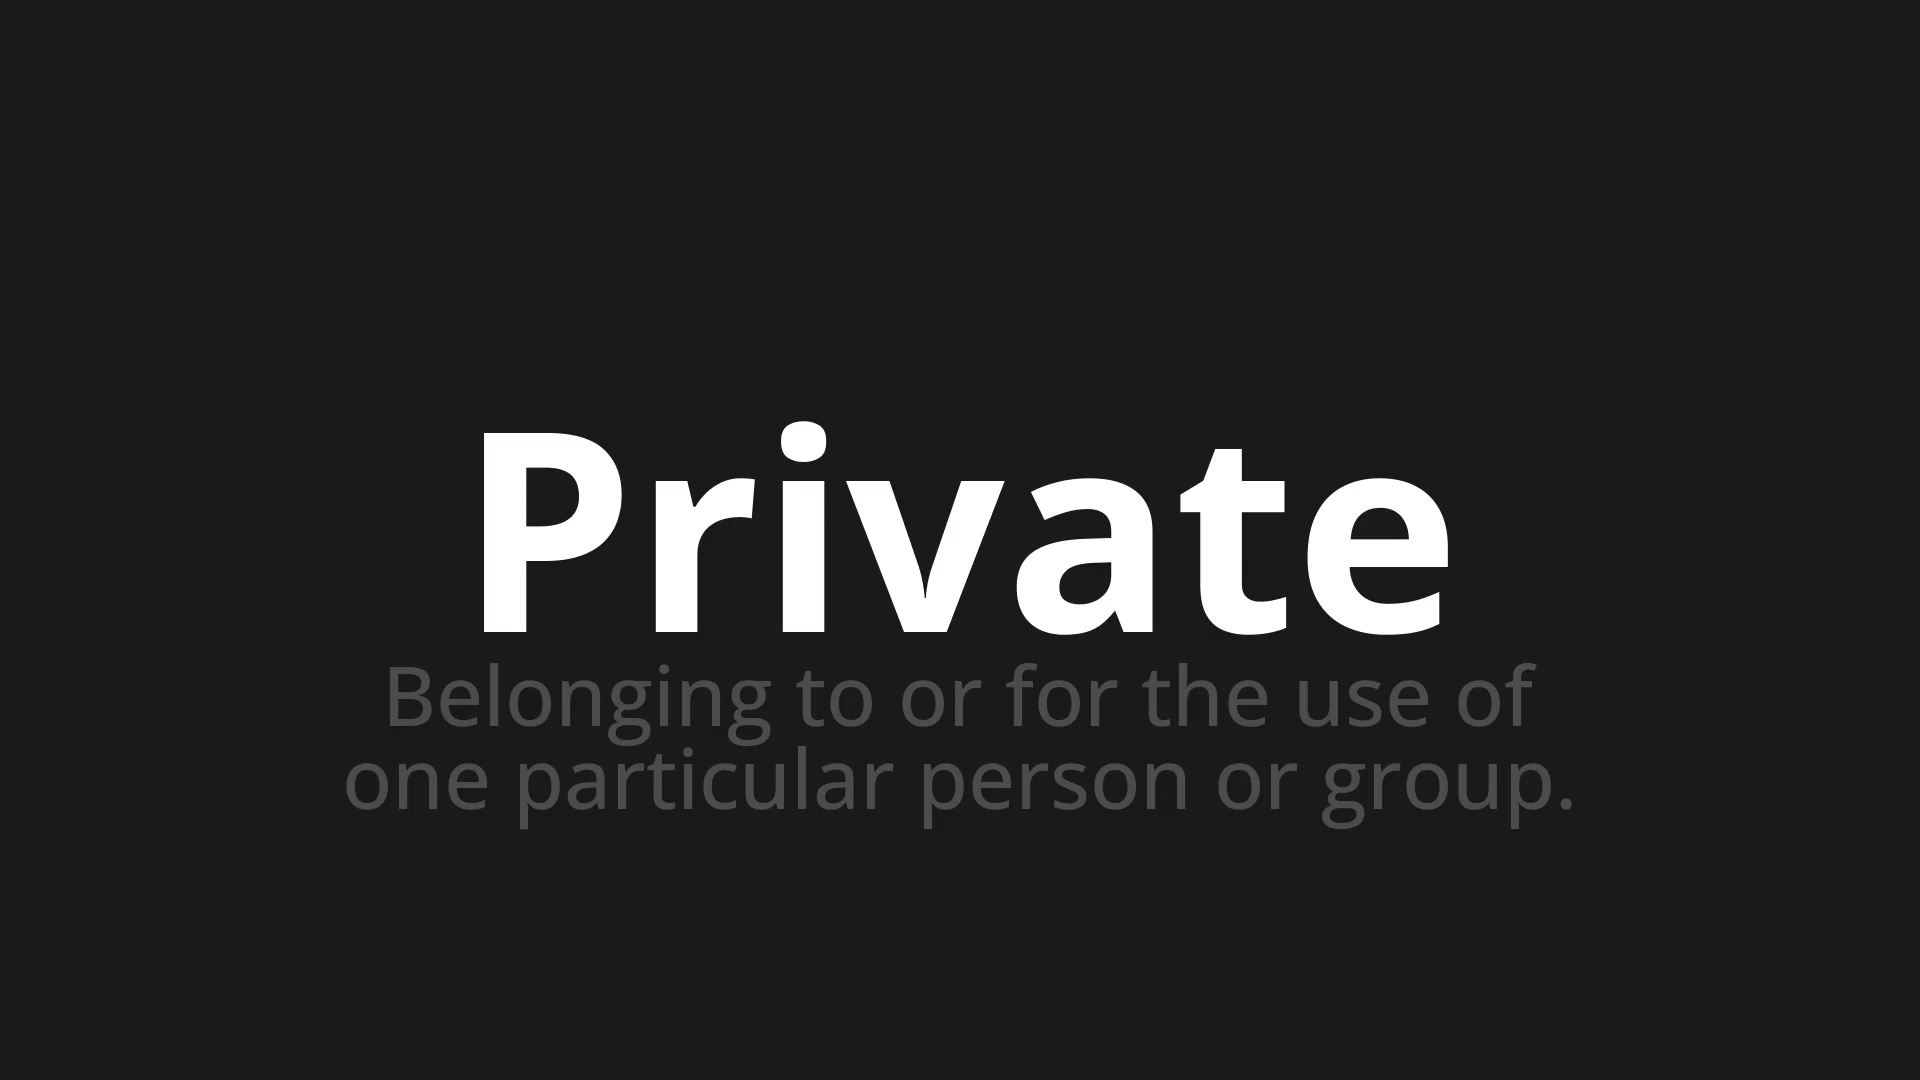 Private
Belonging to or for the use of
one particular person or group.